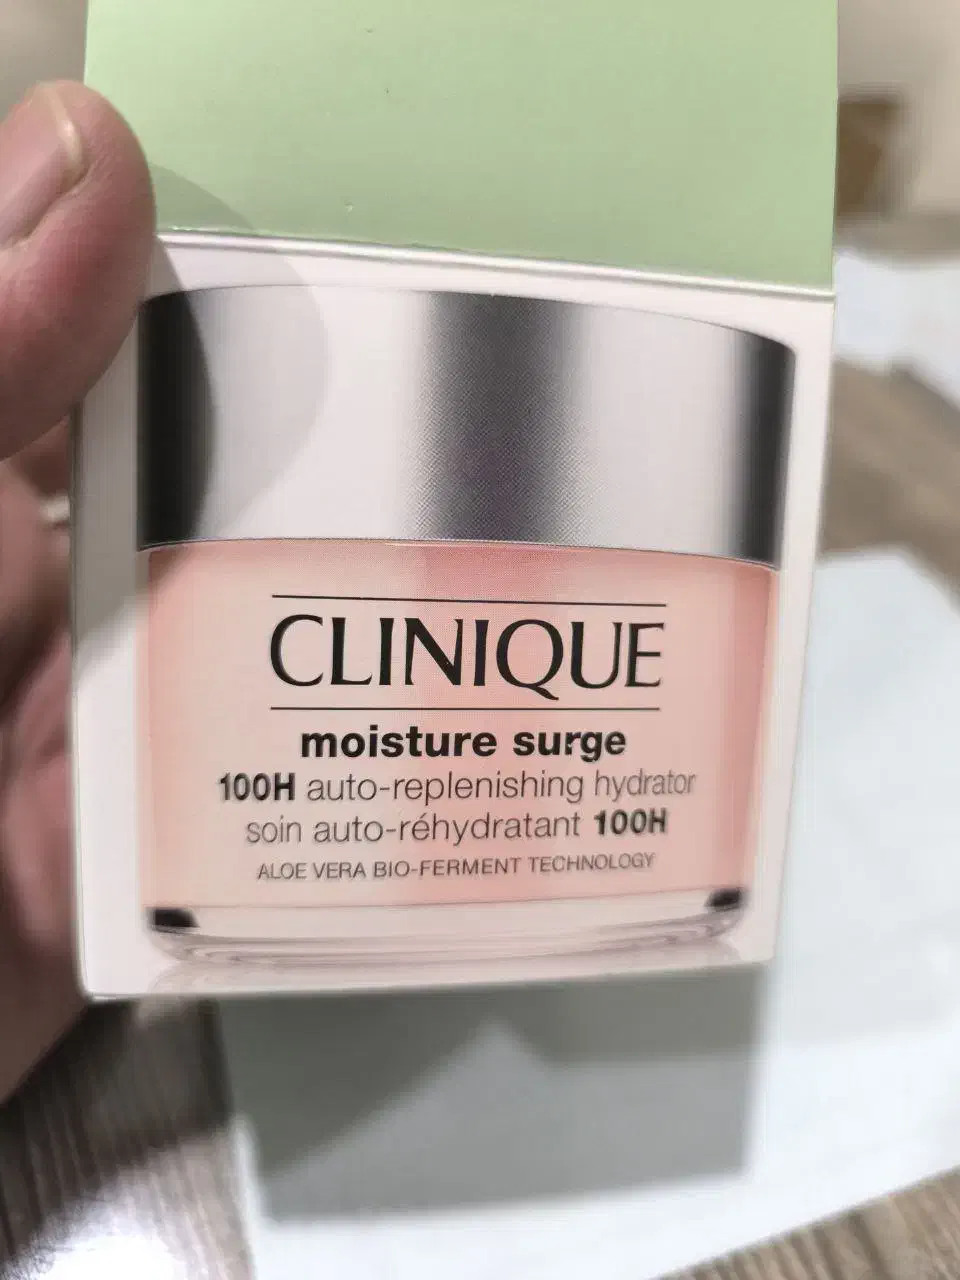 CLINIQUE
moisture surge
100H auto-replenishing hydrator
soin auto-réhydratant 100H
ALOE VERA BIO-FERMENT TECHNOLOGY